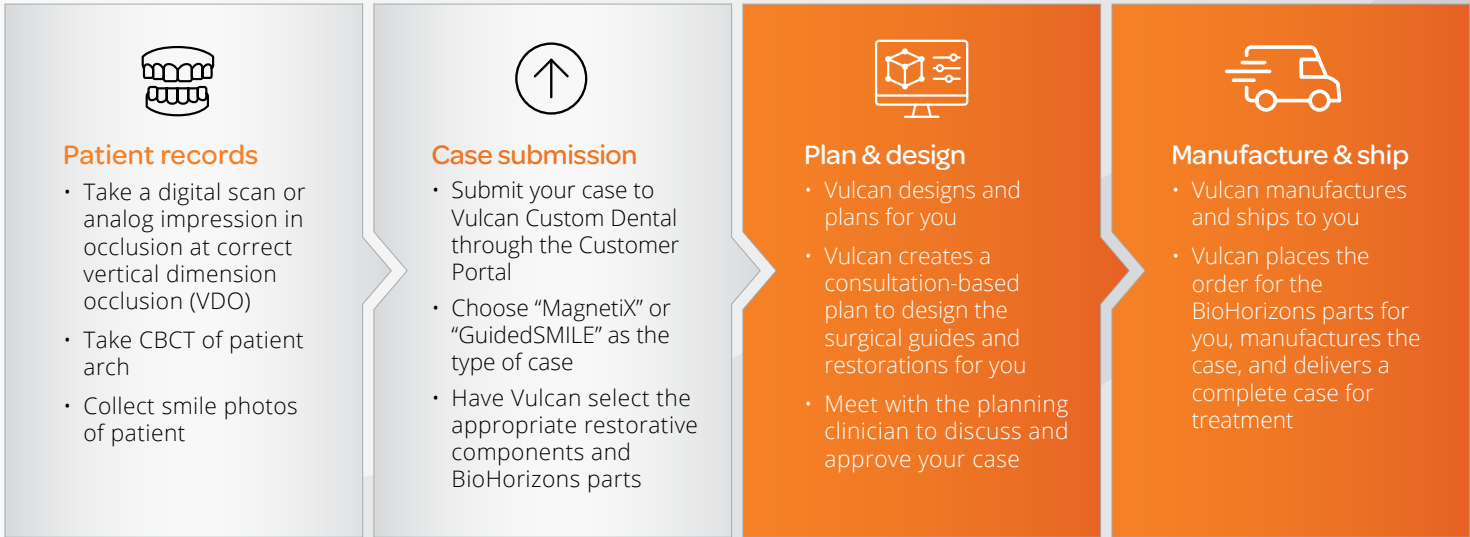 Patient records
• Take a digital scan or
analog impression in
occlusion at correct
vertical dimension
occlusion (VDO)
• Take CBCT of patient
arch
• Collect smile photos
of patient
Case submission
• Submit your case to
Vulcan Custom Dental
through the Customer
Portal
• Choose “MagnetiX” or
“GuidedSMILE” as the
type of case
• Have Vulcan select the
appropriate restorative
components and
BioHorizons parts
Plan & design
• Vulcan designs and
plans for you
• Vulcan creates a
consultation-based
plan to design the
surgical guides and
restorations for you
• Meet with the planning
clinician to discuss and
approve your case
Manufacture & ship
• Vulcan manufactures
and ships to you
• Vulcan places the
order for the
BioHorizons parts for
you, manufactures the
case, and delivers a
complete case for
treatment